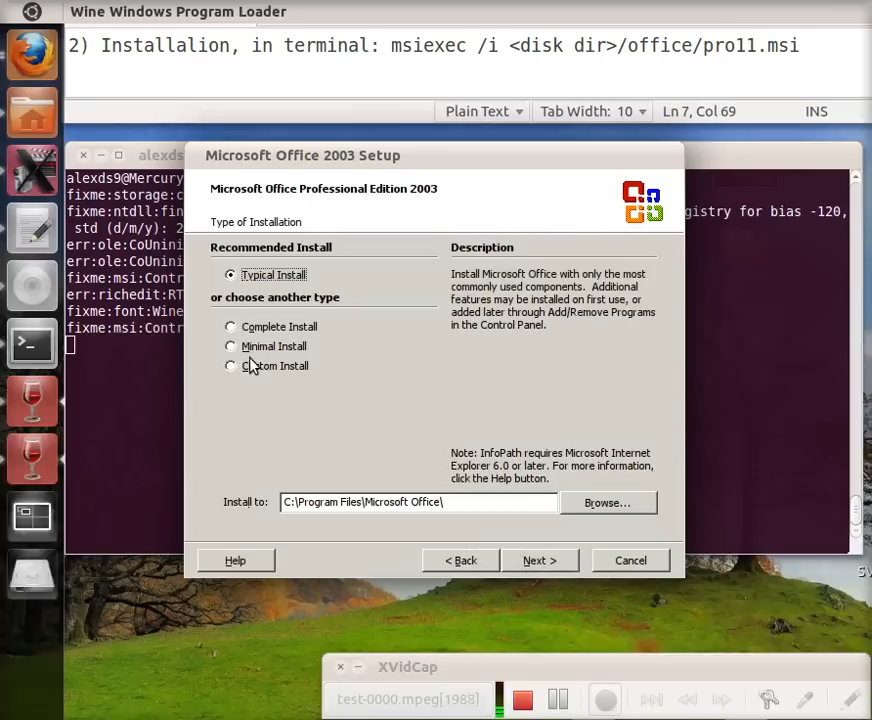 Wine Windows Program Loader
2) Installalion, in terminal: msiexec /i <disk dir>/office/pro11.msi
Plain Text
Tab Width: 10
Ln 7, Col 69
INS
alexds
Microsoft Office 2003 Setup
alexds9@Mercury
fixme:storage:c
fixme:ntdll:fin
gistry for bias -120,
std (d/m/y): 2
err:ole:CoUnini
err:ole:CoUnini
fixme:msi:Contr
err:richedit:RT
fixme:font:Wine
fixme:msi:Contr
Microsoft Office Professional Edition 2003
Type of Installation
Recommended Install
Typical Install
or choose another type
Complete Install
Minimal Install
Custom Install
Description
Install Microsoft Office with only the most
commonly used components. Additional
features may be installed on first use, or
added later through Add/Remove Programs
in the Control Panel.
Note: InfoPath requires Microsoft Internet
Explorer 6.0 or later. For more information,
click the Help button.
Install to:
C:\Program Files\Microsoft Office\
Browse...
Help
< Back
Next >
Cancel
XVidCap
test-0000.mpeg[1988]